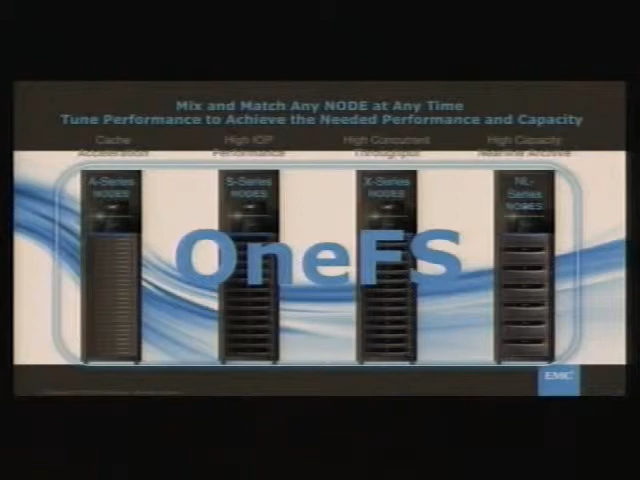 Mix and Match Any NODE at Any Time
Tune Performance to Achieve the Needed Performance and Capacity
Cache
Acceleration
High IOP
Performance
High Concurrent
Throughput
High Capacity
Nearline Archive
A-Series
NODES
S-Series
NODES
X-Series
NODES
NL-
Series
NODES
OneFS
EMC